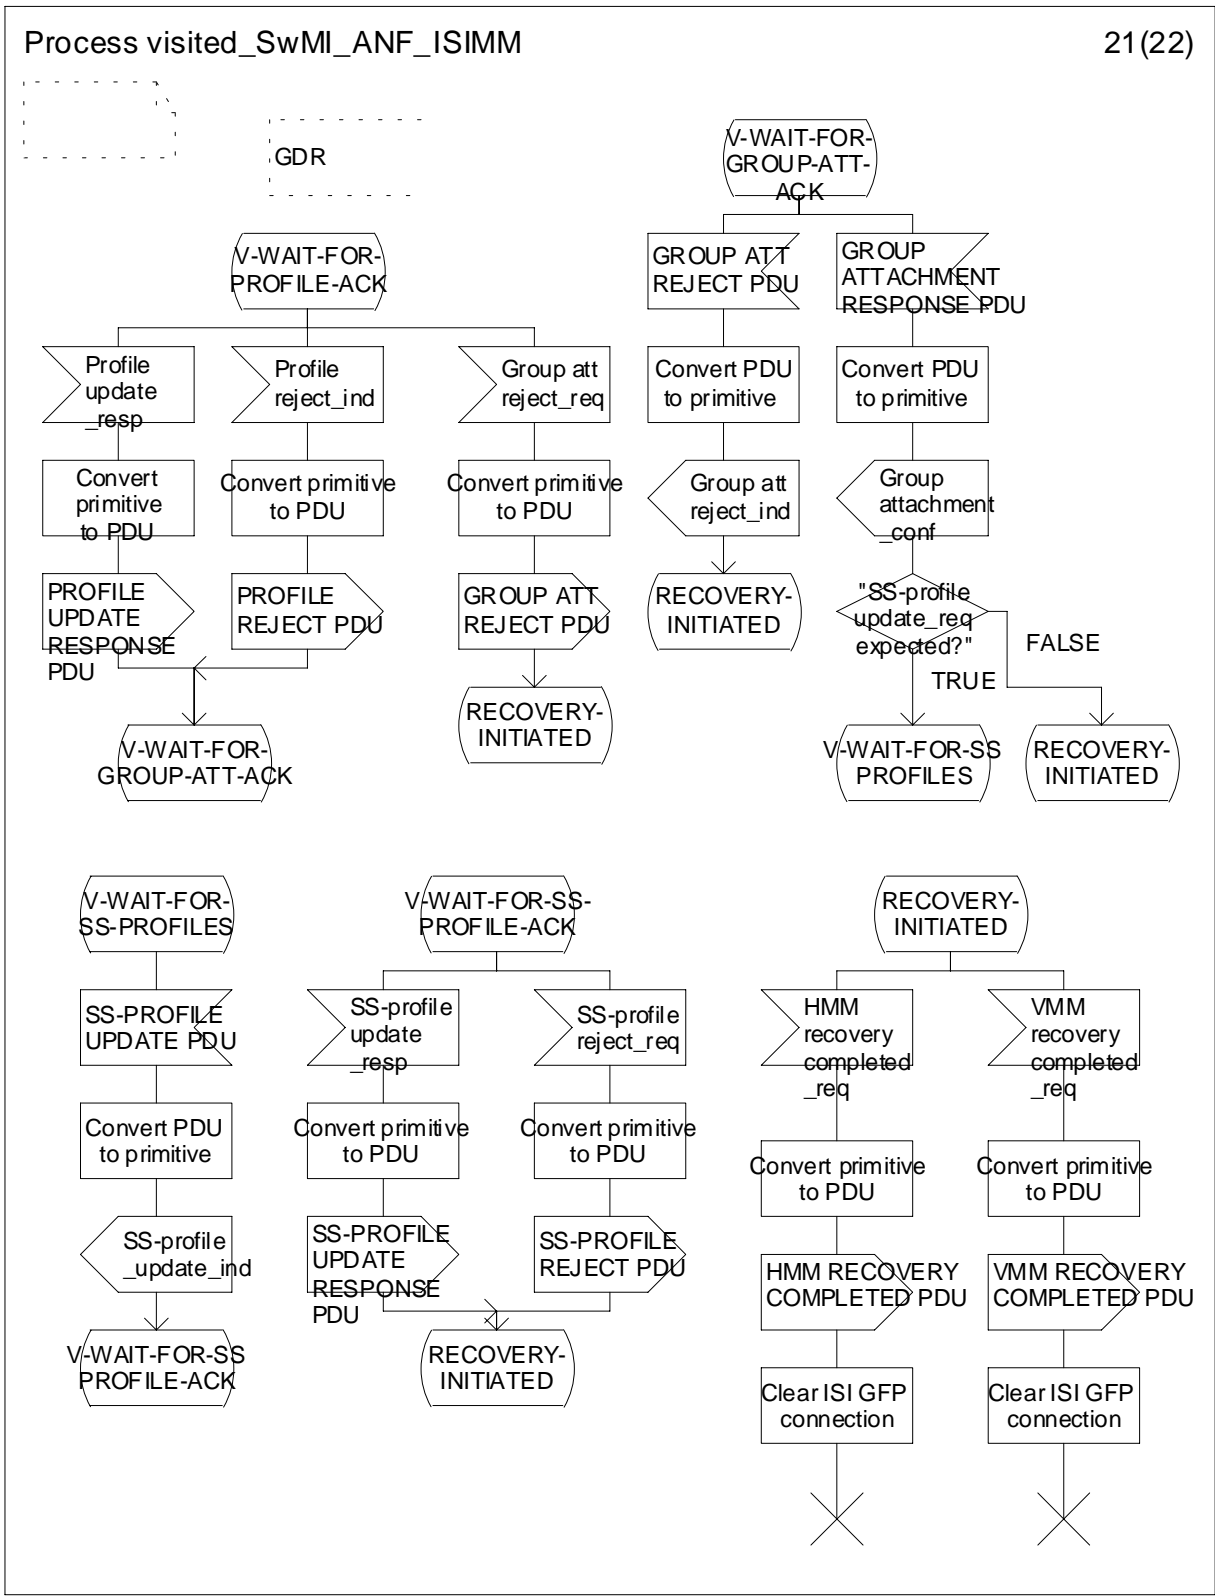 Process visited_SwMI_ANF_ISIMM
21(22)
GDR
V-WAIT-FOR-
GROUP-ATT-
ACK
V-WAIT-FOR-
PROFILE-ACK
GROUP ATT
REJECT PDU
GROUP
ATTACHMENT
RESPONSE PDU
Profile
update
_resp
Profile
reject_ind
Group att
reject_req
Convert PDU
to primitive
Convert PDU
to primitive
Convert
primitive
to PDU
Convert primitive
to PDU
Convert primitive
to PDU
Group att
reject_ind
Group
attachment
_conf
PROFILE
UPDATE
RESPONSE
PDU
PROFILE
REJECT PDU
GROUP ATT
REJECT PDU
RECOVERY-
INITIATED
"SS-profile
update_req
expected?"
FALSE
TRUE
V-WAIT-FOR-
GROUP-ATT-ACK
RECOVERY-
INITIATED
V-WAIT-FOR-SS
PROFILES
RECOVERY-
INITIATED
V-WAIT-FOR-
SS-PROFILES
V-WAIT-FOR-SS-
PROFILE-ACK
RECOVERY-
INITIATED
SS-PROFILE
UPDATE PDU
SS-profile
update
_resp
SS-profile
reject_req
HMM
recovery
completed
_req
VMM
recovery
completed
_req
Convert PDU
to primitive
Convert primitive
to PDU
Convert primitive
to PDU
Convert primitive
to PDU
Convert primitive
to PDU
SS-profile
_update_ind
SS-PROFILE
UPDATE
RESPONSE
PDU
SS-PROFILE
REJECT PDU
HMM RECOVERY
COMPLETED PDU
VMM RECOVERY
COMPLETED PDU
V-WAIT-FOR-SS
PROFILE-ACK
RECOVERY-
INITIATED
Clear ISI GFP
connection
Clear ISI GFP
connection